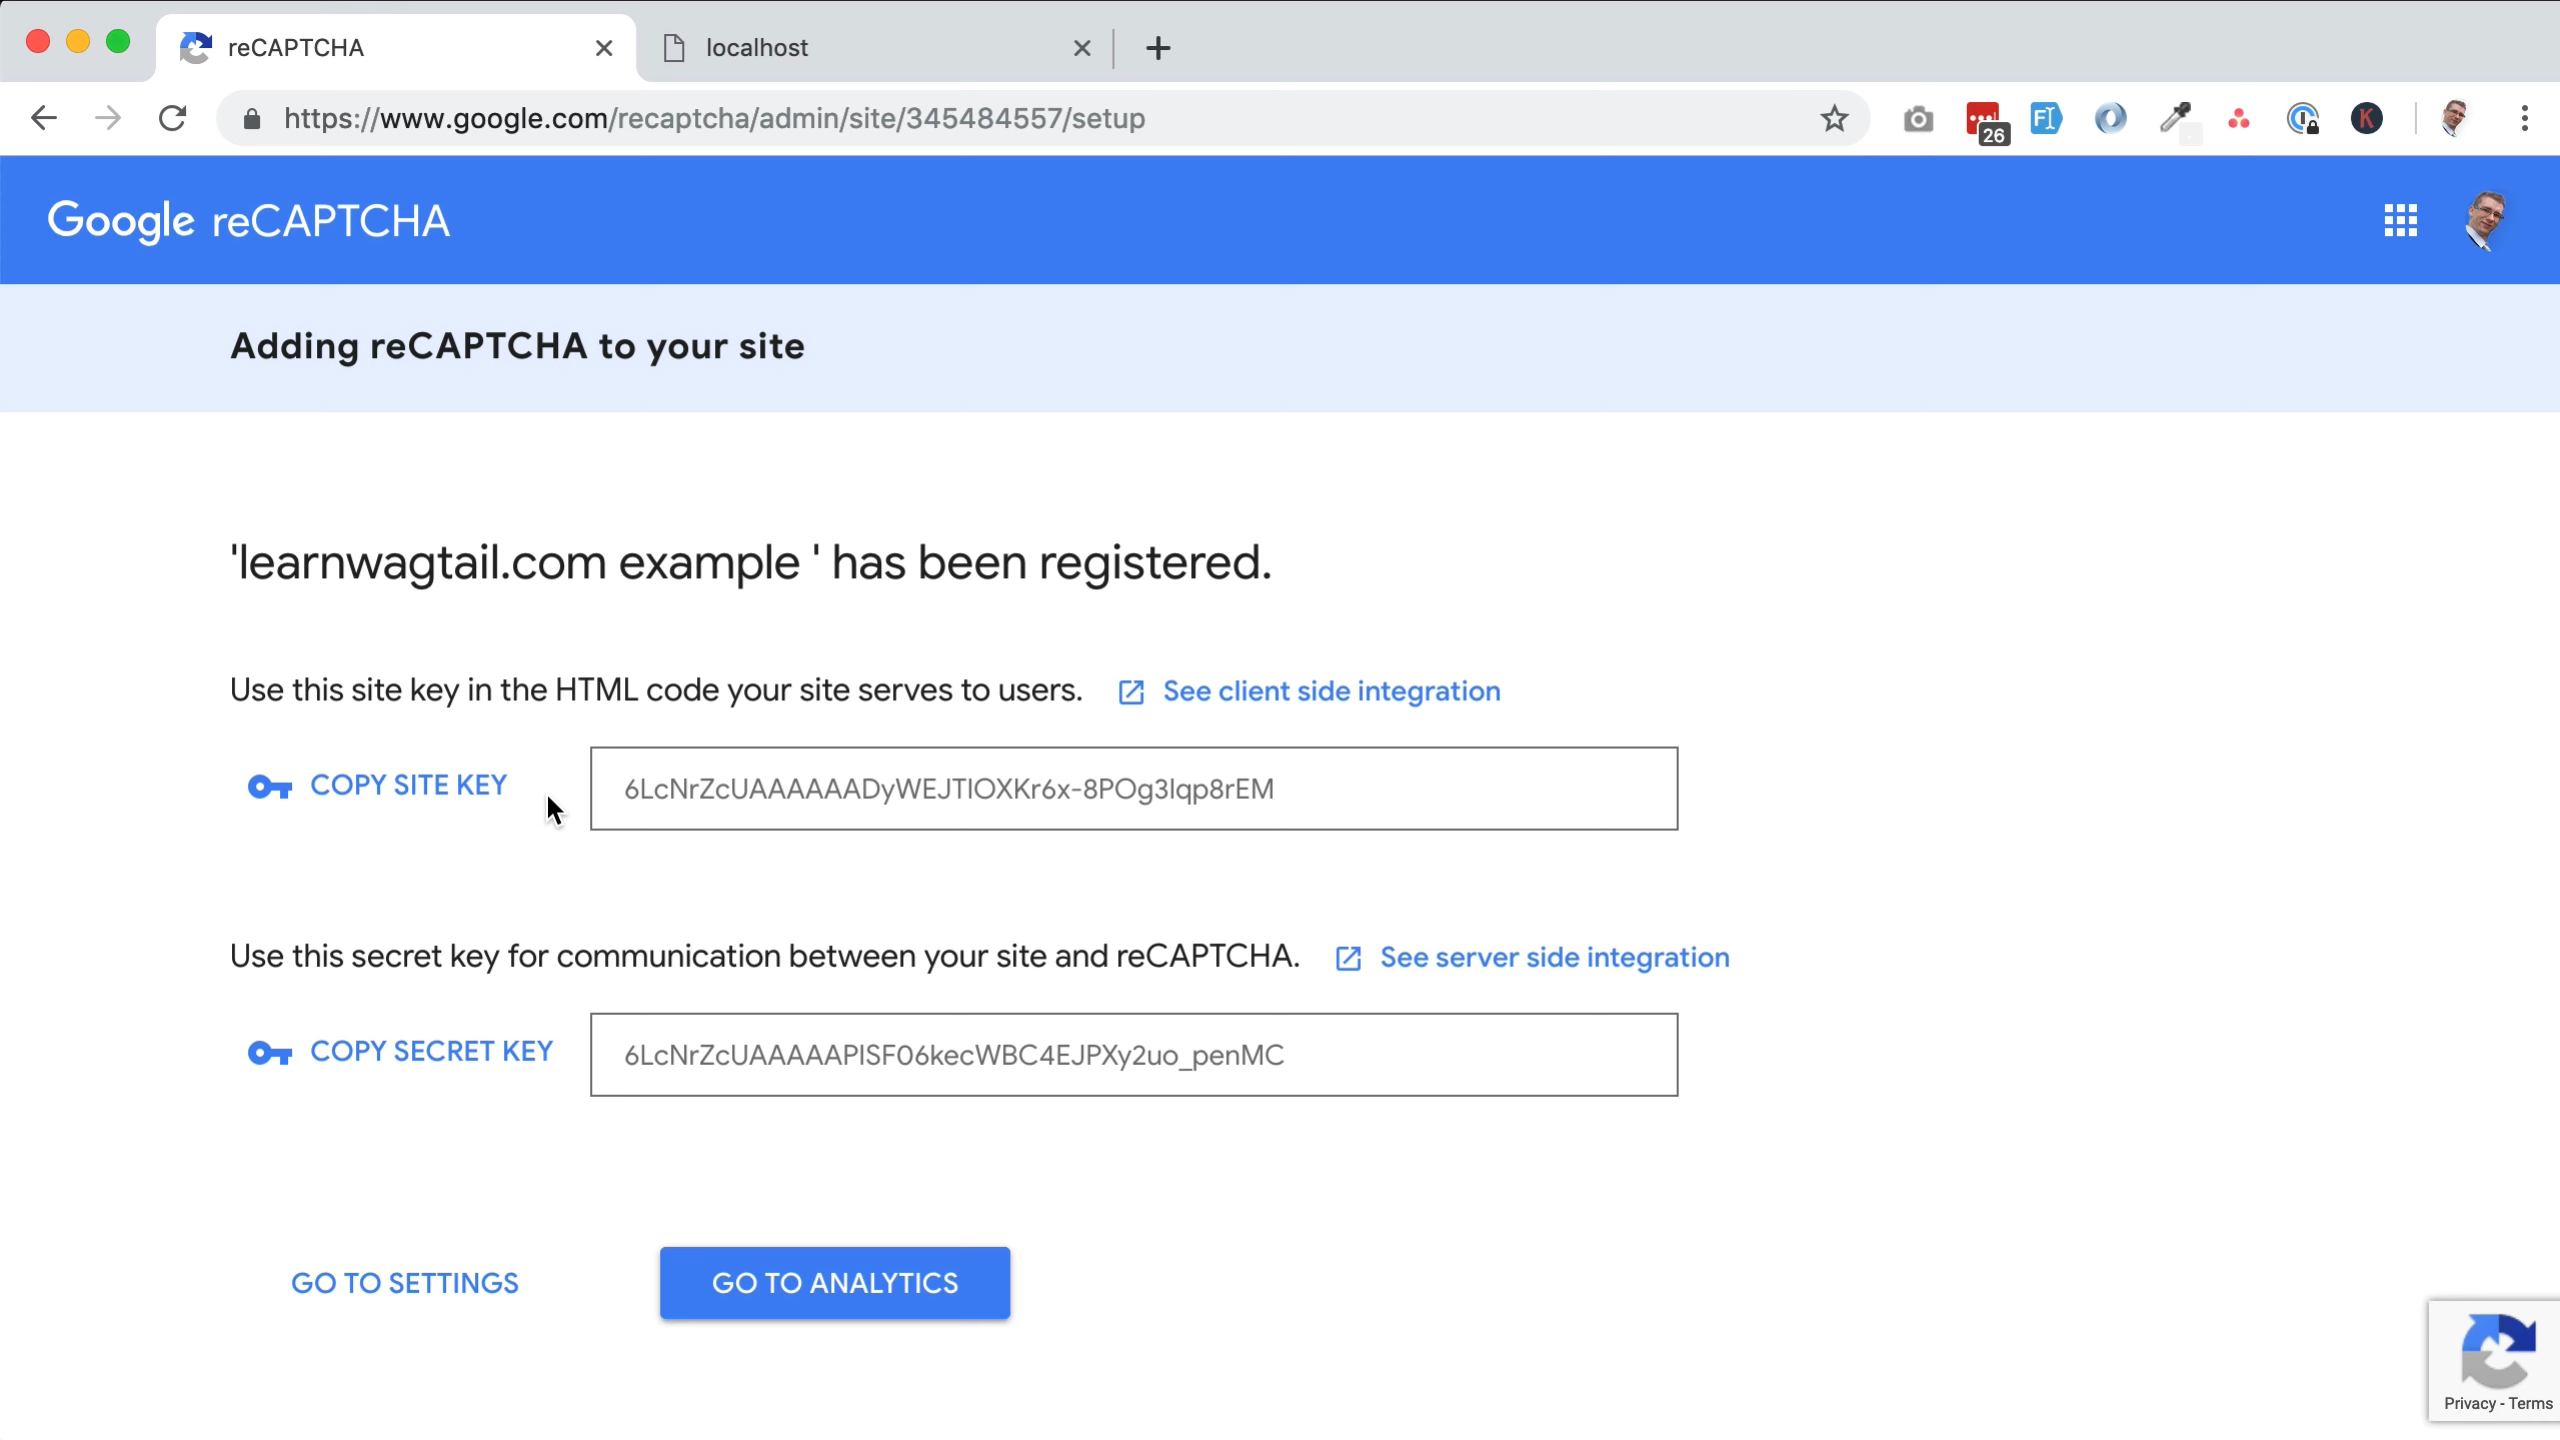 reCAPTCHA
localhost
https://www.google.com/recaptcha/admin/site/345484557/setup
26
FI
K
Google reCAPTCHA
Adding reCAPTCHA to your site
'learnwagtail.com example ' has been registered.
Use this site key in the HTML code your site serves to users.
See client side integration
COPY SITE KEY
6LcNrZcUAAAAAADyWEJTIOXKr6x-8POg3lqp8rEM
Use this secret key for communication between your site and reCAPTCHA.
See server side integration
COPY SECRET KEY
6LcNrZcUAAAAAPISF06kecWBC4EJPXy2uo_penMC
GO TO SETTINGS
GO TO ANALYTICS
Privacy - Terms